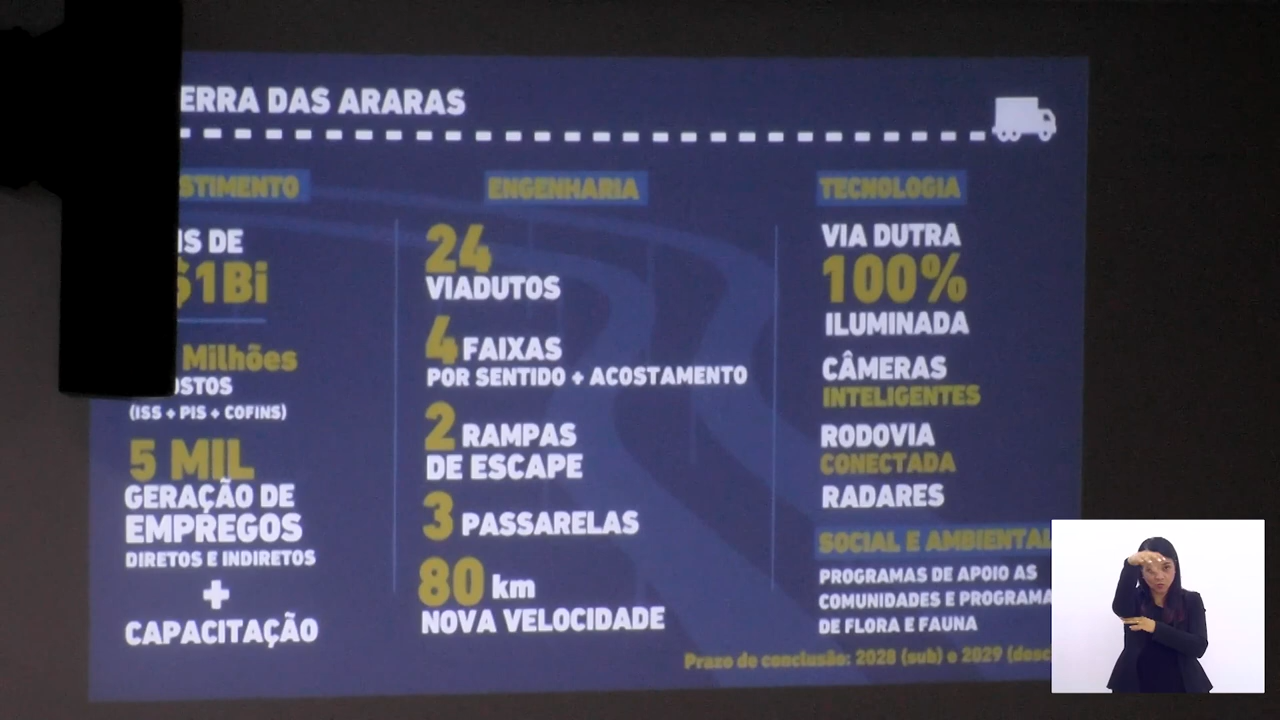 ERRA DAS ARARAS
STIMENTO
IS DE
$1Bi
Milhões
OSTOS
(ISS + PIS + COFINS)
5 MIL
GERAÇÃO DE
EMPREGOS
DIRETOS E INDIRETOS
+
CAPACITAÇÃO
ENGENHARIA
24
VIADUTOS
4 FAIXAS
POR SENTIDO + ACOSTAMENTO
2 RAMPAS
DE ESCAPE
3 PASSARELAS
80 km
NOVA VELOCIDADE
TECNOLOGIA
VIA DUTRA
100%
ILUMINADA
CÂMERAS
INTELIGENTES
RODOVIA
CONECTADA
RADARES
SOCIAL E AMBIENTAL
PROGRAMAS DE APOIO AS
COMUNIDADES E PROGRAMA
DE FLORA E FAUNA
Prazo de conclusão: 2028 (sub) e 2029 (desc